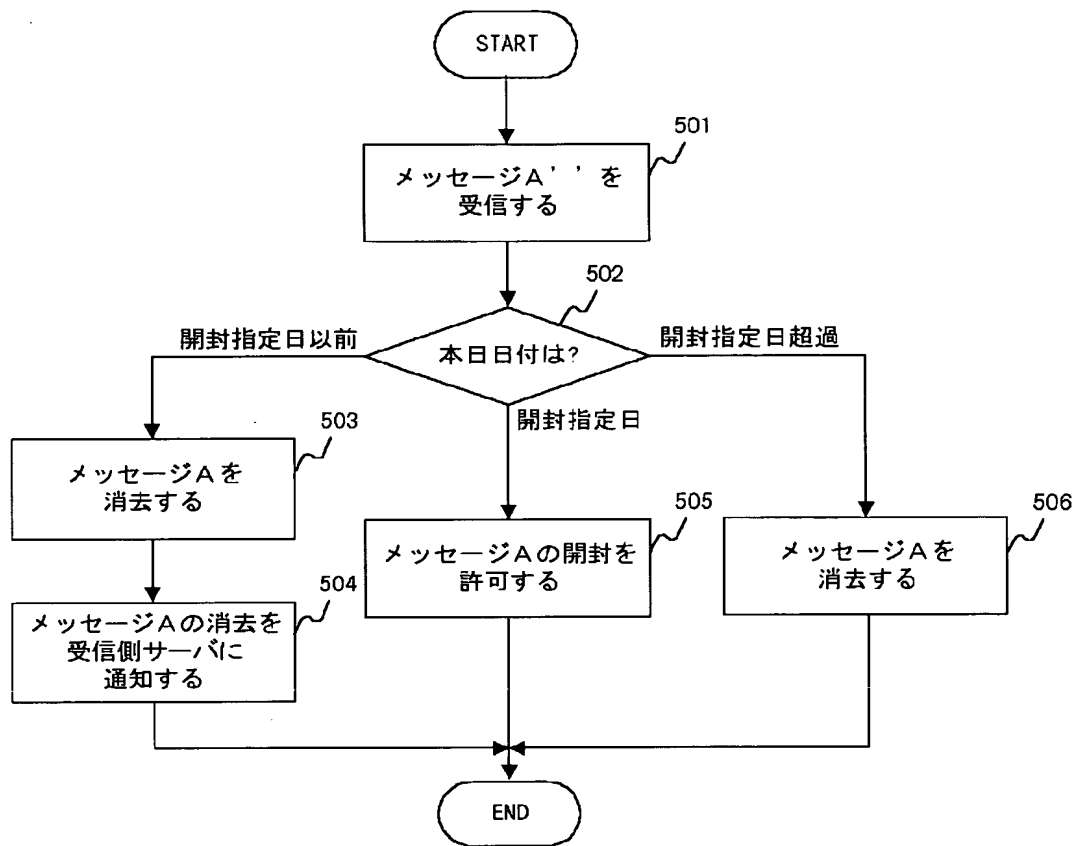 START
501
メッセージA''を
受信する
502
開封指定日以前
本日日付は?
開封指定日超過
開封指定日
503
メッセージAを
消去する
505
メッセージAの開封を
許可する
506
メッセージAを
消去する
504
メッセージAの消去を
受信側サーバに
通知する
END